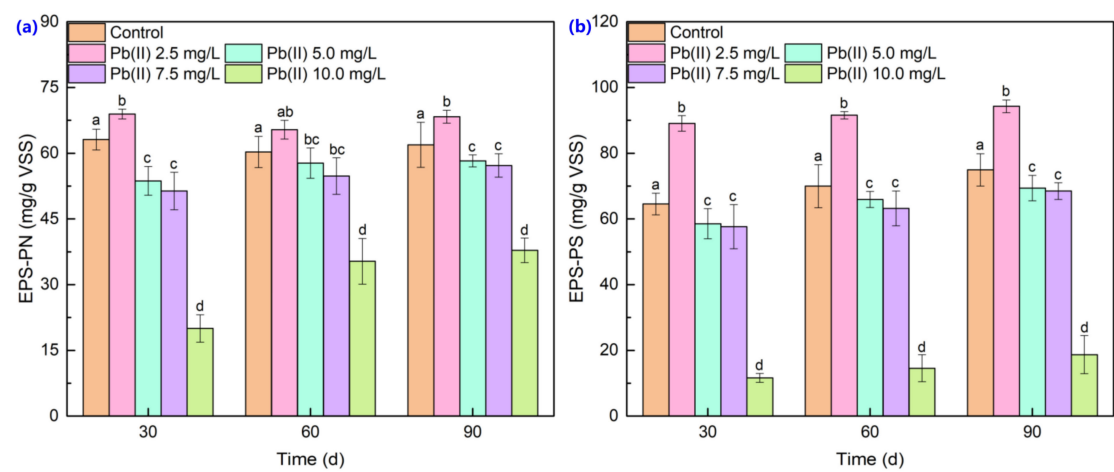 (a)
EPS-PN (mg/g VSS)
90
75
60
45
30
15
0
Control
Pb(II) 2.5 mg/L Pb(II) 5.0 mg/L
Pb(II) 7.5 mg/L Pb(II) 10.0 mg/L
a b c c d
a ab bc bc d
a b c c d
30 60 90
Time (d)
(b)
EPS-PS (mg/g VSS)
120
100
80
60
40
20
0
Control
Pb(II) 2.5 mg/L Pb(II) 5.0 mg/L
Pb(II) 7.5 mg/L Pb(II) 10.0 mg/L
a b c c d
a b c c d
a b c c d
30 60 90
Time (d)